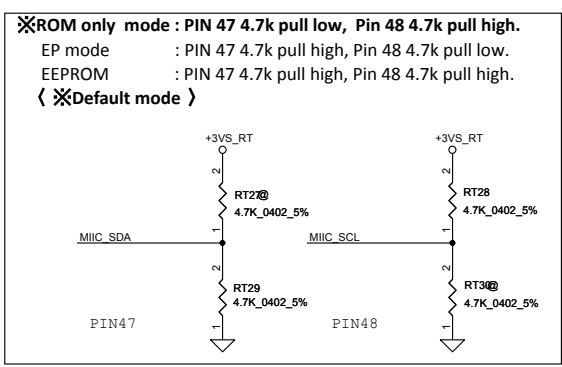 ※ROM only mode : PIN 47 4.7k pull low, Pin 48 4.7k pull high.
EP mode : PIN 47 4.7k pull high, Pin 48 4.7k pull low.
EEPROM : PIN 47 4.7k pull high, Pin 48 4.7k pull high.
《 ※Default mode 》
+3VS_RT +3VS_RT
2 2
RT27@ RT28
4.7K_0402_5% 4.7K_0402_5%
1 1
MIIC_SDA MIIC_SCL
2 2
RT29 RT30@
4.7K_0402_5% 4.7K_0402_5%
PIN47 1 PIN48 1